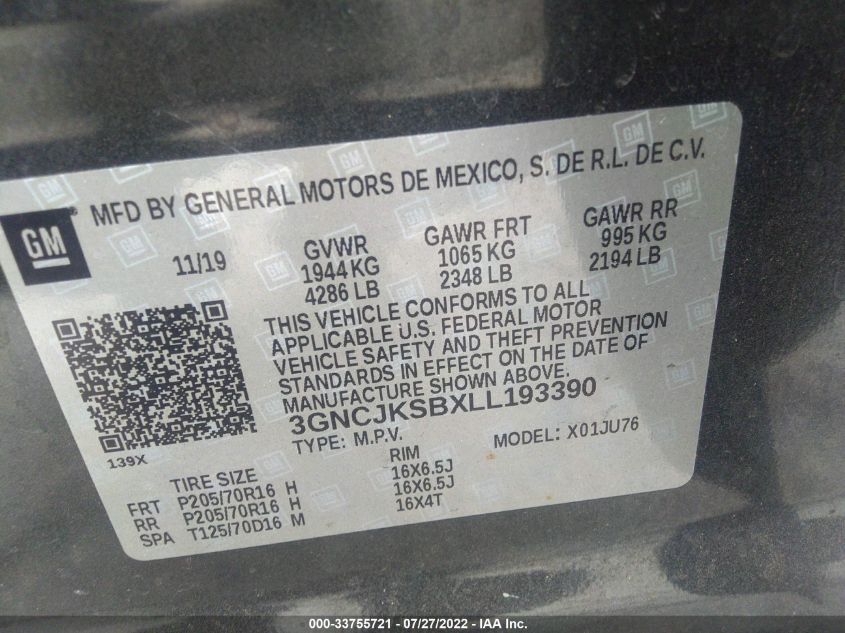 MFD BY GENERAL MOTORS DE MEXICO, S. DE R.L. DE C.V.
GM ®
11/19
GVWR
1944 KG
4286 LB
GAWR FRT
1065 KG
2348 LB
GAWR RR
995 KG
2194 LB
THIS VEHICLE CONFORMS TO ALL
APPLICABLE U.S. FEDERAL MOTOR
VEHICLE SAFETY AND THEFT PREVENTION
STANDARDS IN EFFECT ON THE DATE OF
MANUFACTURE SHOWN ABOVE.
3GNCJKSBXLL193390
TYPE: M.P.V.
MODEL: X01JU76
139X
TIRE SIZE RIM
FRT P205/70R16 H 16X6.5J
RR P205/70R16 H 16X6.5J
SPA T125/70D16 M 16X4T
000-33755721 - 07/27/2022 - IAA Inc.